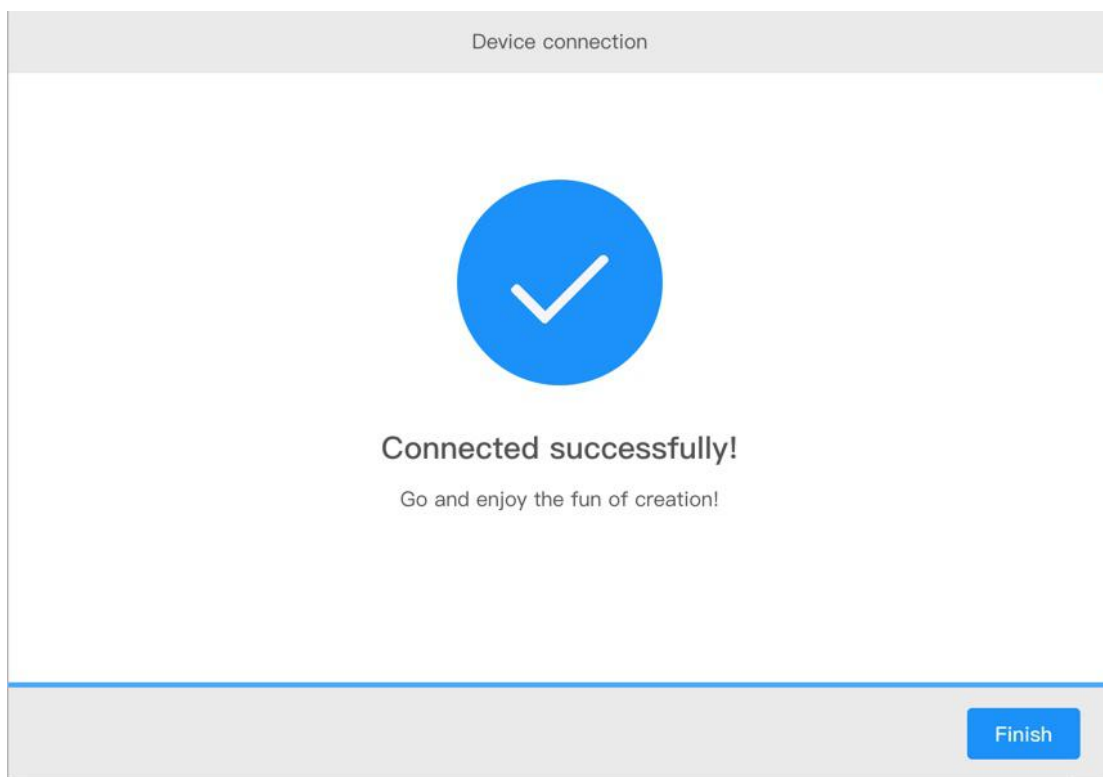 Device connection
Connected successfully!
Go and enjoy the fun of creation!
Finish